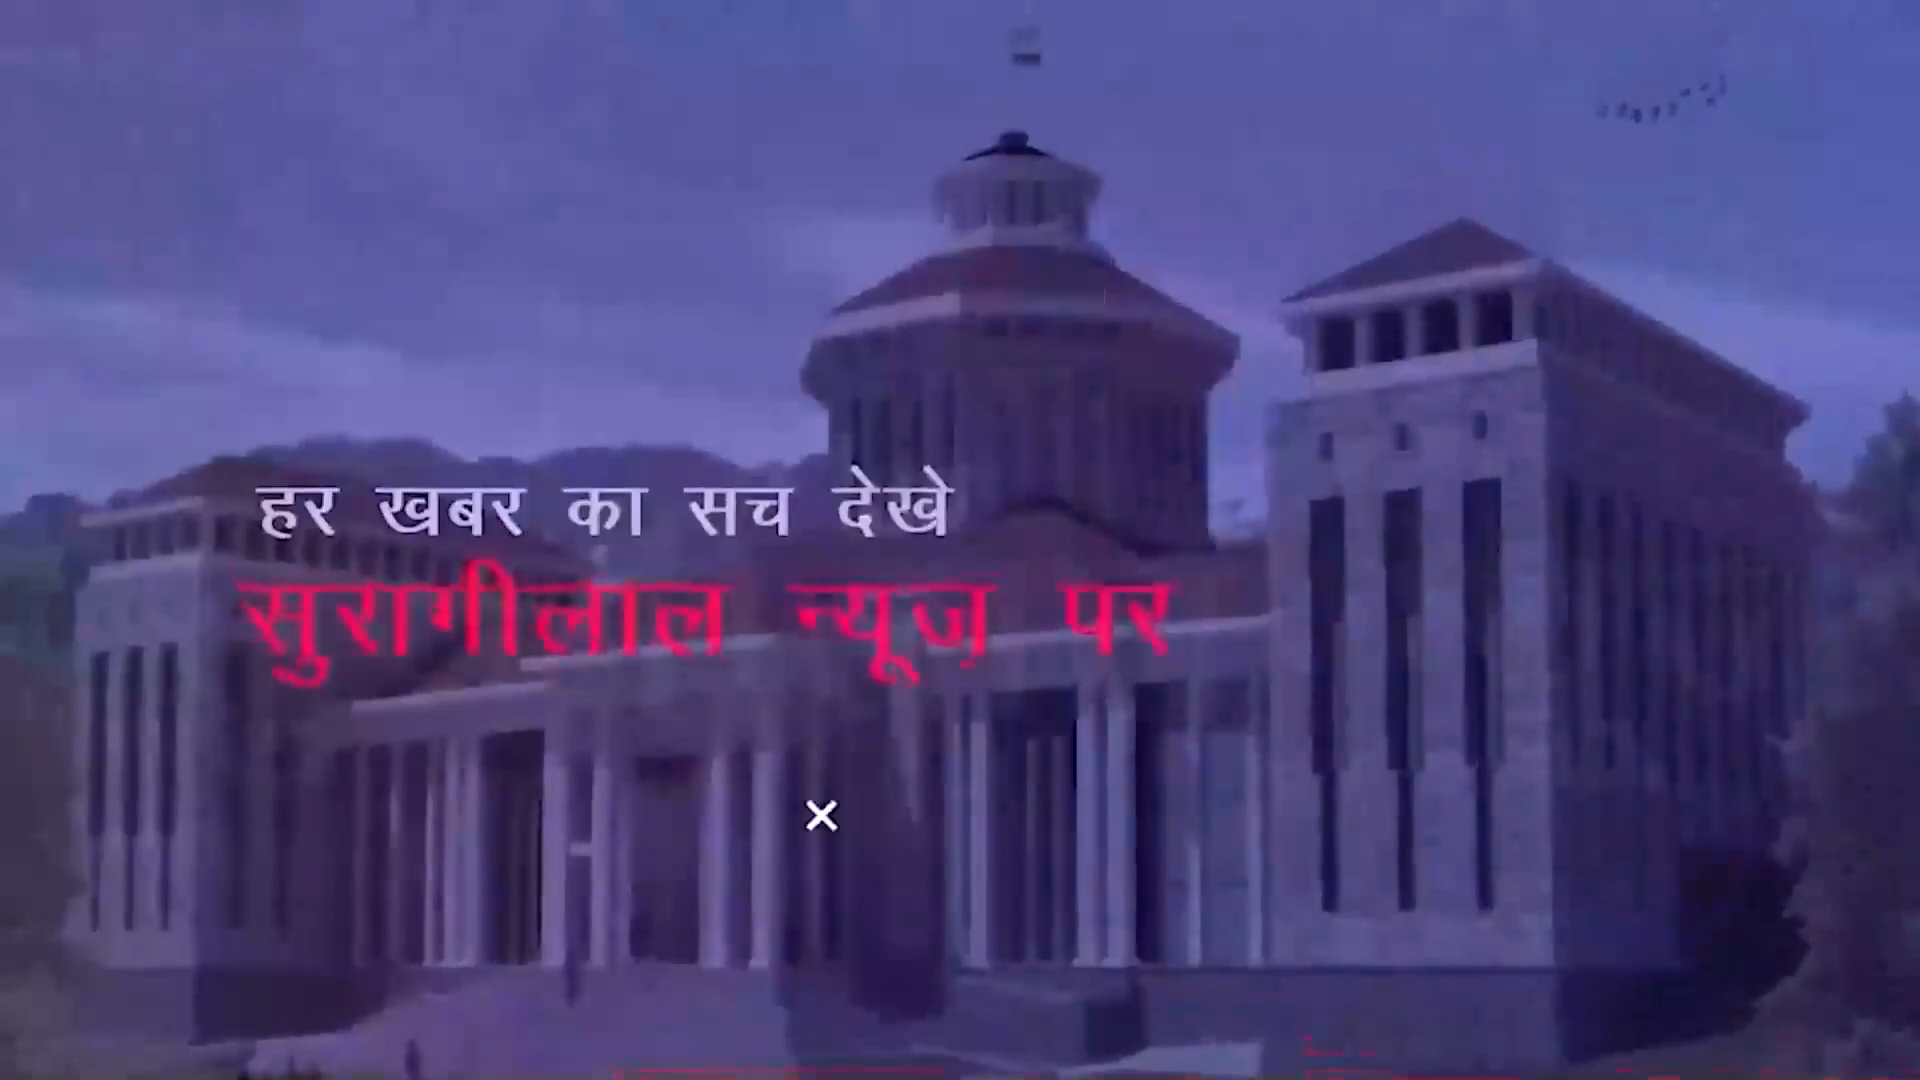 हर खबर का सच देखे
सुरागीलाल न्यूज़ पर